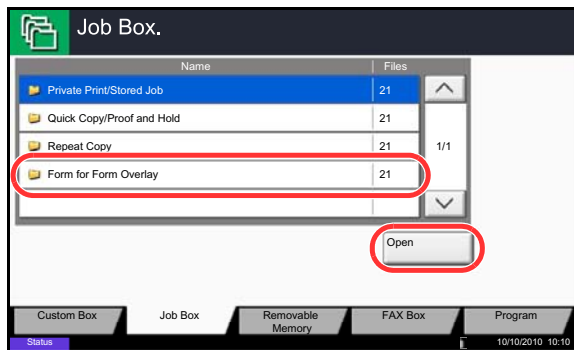 Job Box.
Name Files
Private Print/Stored Job 21
Quick Copy/Proof and Hold 21
Repeat Copy 21 1/1
Form for Form Overlay 21
Open
Custom Box Job Box Removable Memory FAX Box Program
Status 10/10/2010 10:10